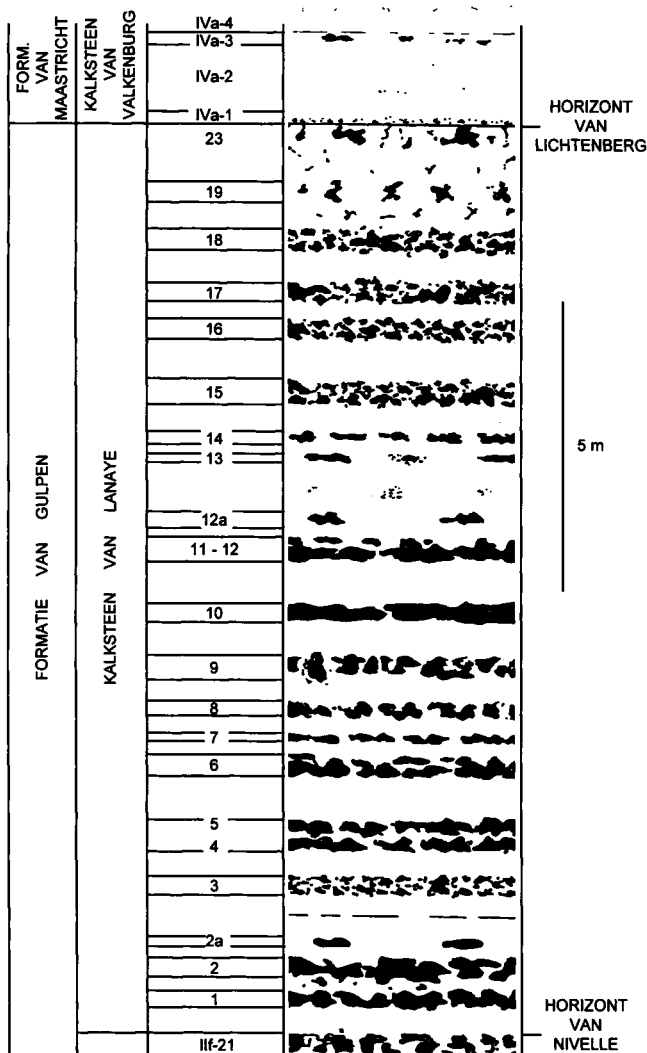 FORM.
VAN
MAASTRICHT
KALKSTEEN
VAN
VALKENBURG
IVa-4
IVa-3
IVa-2
IVa-1
HORIZONT
VAN
LICHTENBERG
FORMATIE VAN GULPEN
KALKSTEEN VAN LANAYE
23
19
18
17
16
15
14
13
12a
11 - 12
10
9
8
7
6
5
4
3
2a
2
1
IIf-21
5 m
HORIZONT
VAN
NIVELLE